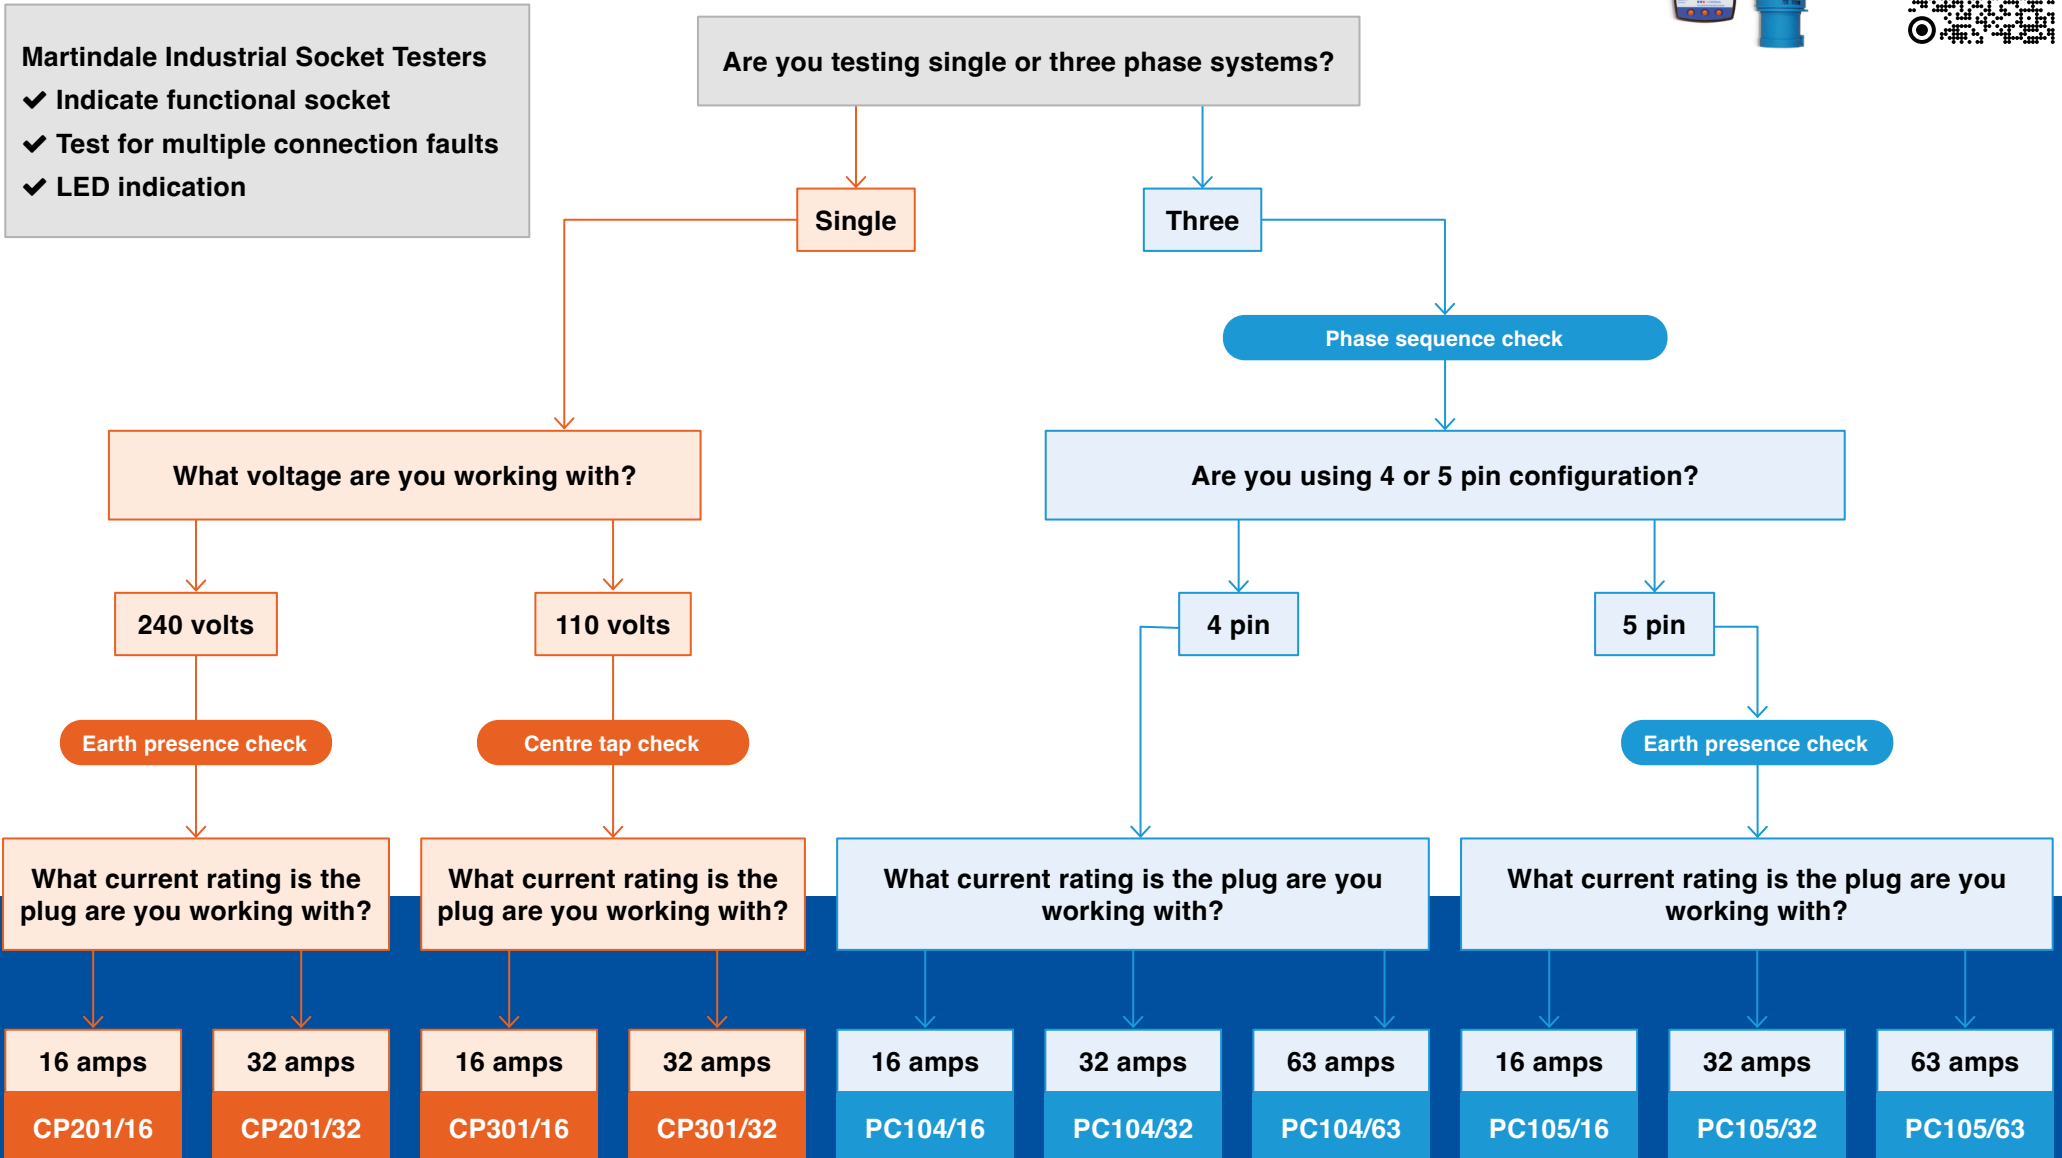 Martindale Industrial Socket Testers
✔ Indicate functional socket
✔ Test for multiple connection faults
✔ LED indication
Are you testing single or three phase systems?
Single
Three
Phase sequence check
What voltage are you working with?
Are you using 4 or 5 pin configuration?
240 volts
110 volts
4 pin
5 pin
Earth presence check
Centre tap check
Earth presence check
What current rating is the
plug are you working with?
What current rating is the
plug are you working with?
What current rating is the plug are you
working with?
What current rating is the plug are you
working with?
16 amps
32 amps
16 amps
32 amps
16 amps
32 amps
63 amps
16 amps
32 amps
63 amps
CP201/16
CP201/32
CP301/16
CP301/32
PC104/16
PC104/32
PC104/63
PC105/16
PC105/32
PC105/63